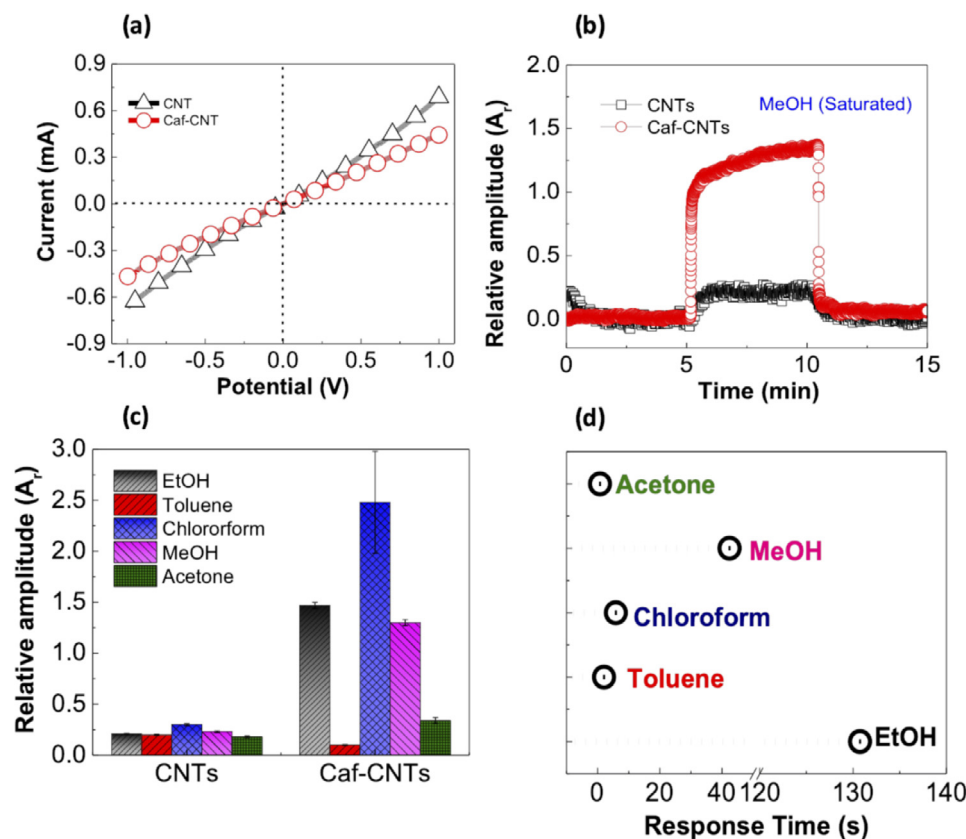 (a)
Current (mA)
0.9
0.6
0.3
0.0
-0.3
-0.6
-0.9
CNT
Caf-CNT
-1.0 -0.5 0.0 0.5 1.0
Potential (V)
(b)
Relative amplitude (Ar)
2.0
1.5
1.0
0.5
0.0
CNTs
Caf-CNTs
MeOH (Saturated)
0 5 10 15
Time (min)
(c)
Relative amplitude (Ar)
3.0
2.5
2.0
1.5
1.0
0.5
0.0
EtOH
Toluene
Chlororform
MeOH
Acetone
CNTs Caf-CNTs
(d)
Acetone
MeOH
Chloroform
Toluene
EtOH
0 20 40 120 130 140
Response Time (s)